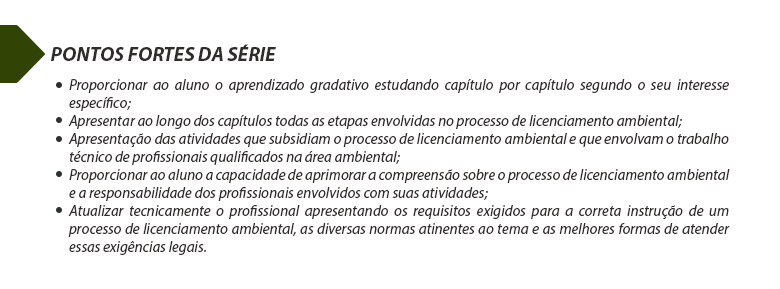 PONTOS FORTES DA SÉRIE
• Proporcionar ao aluno o aprendizado gradativo estudando capítulo por capítulo segundo o seu interesse
específico;
• Apresentar ao longo dos capítulos todas as etapas envolvidas no processo de licenciamento ambiental;
• Apresentação das atividades que subsidiam o processo de licenciamento ambiental e que envolvam o trabalho
técnico de profissionais qualificados na área ambiental;
• Proporcionar ao aluno a capacidade de aprimorar a compreensão sobre o processo de licenciamento ambiental
e a responsabilidade dos profissionais envolvidos com suas atividades;
• Atualizar tecnicamente o profissional apresentando os requisitos exigidos para a correta instrução de um
processo de licenciamento ambiental, as diversas normas atinentes ao tema e as melhores formas de atender
essas exigências legais.